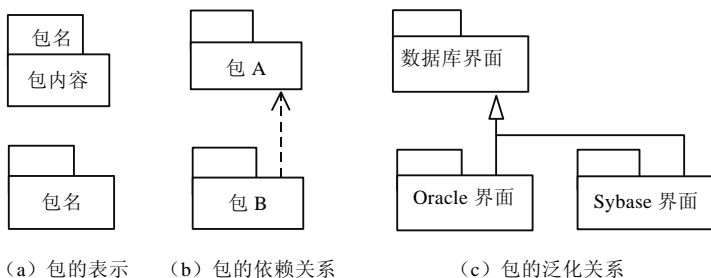 包名
包内容
包名
包 A
包 B
数据库界面
Oracle 界面
Sybase 界面
（a）包的表示
（b）包的依赖关系
（c）包的泛化关系